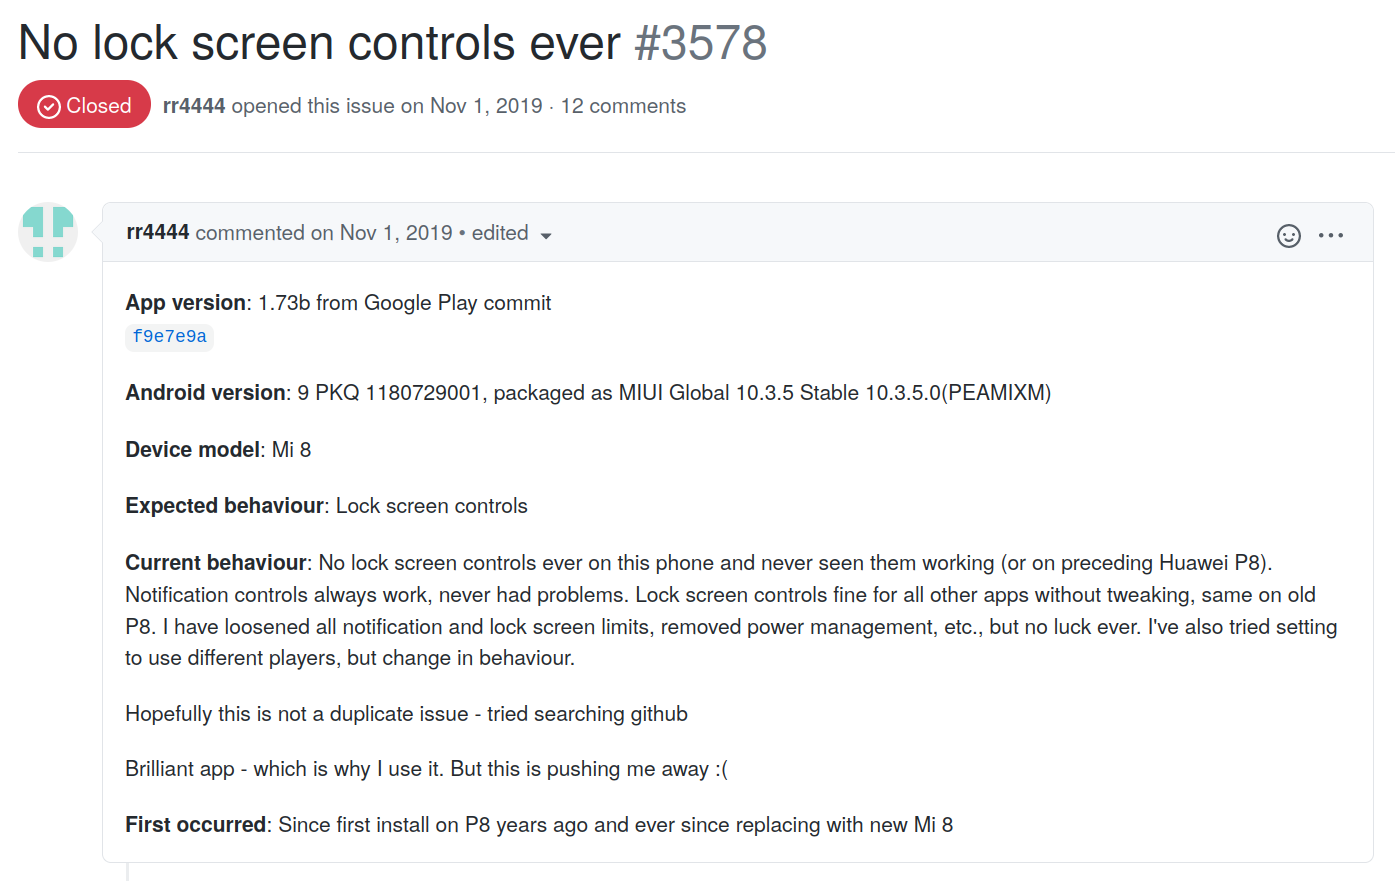 No lock screen controls ever #3578
Closed rr4444 opened this issue on Nov 1, 2019 · 12 comments
rr4444 commented on Nov 1, 2019 • edited
App version: 1.73b from Google Play commit
f9e7e9a
Android version: 9 PKQ 1180729001, packaged as MIUI Global 10.3.5 Stable 10.3.5.0(PEAMIXM)
Device model: Mi 8
Expected behaviour: Lock screen controls
Current behaviour: No lock screen controls ever on this phone and never seen them working (or on preceding Huawei P8).
Notification controls always work, never had problems. Lock screen controls fine for all other apps without tweaking, same on old
P8. I have loosened all notification and lock screen limits, removed power management, etc., but no luck ever. I've also tried setting
to use different players, but change in behaviour.
Hopefully this is not a duplicate issue - tried searching github
Brilliant app - which is why I use it. But this is pushing me away :(
First occurred: Since first install on P8 years ago and ever since replacing with new Mi 8